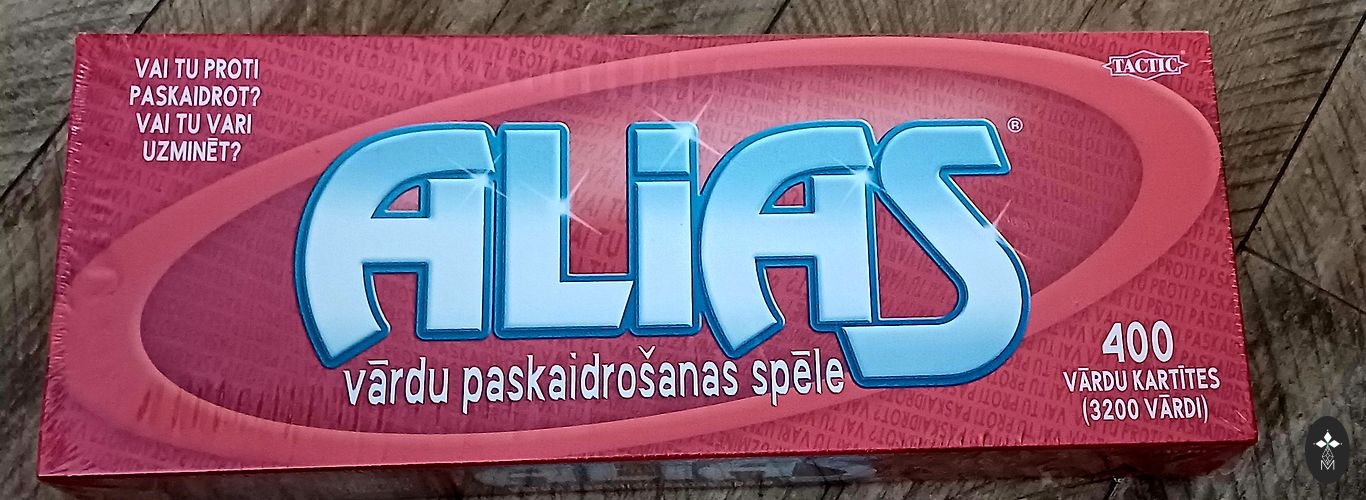 VAI TU PROTI
PASKAIDROT?
VAI TU VARI
UZMINĒT?
TACTIC®
ALiAS®
vārdu paskaidrošanas spēle
400
VĀRDU KARTĪTES
(3200 VĀRDI)